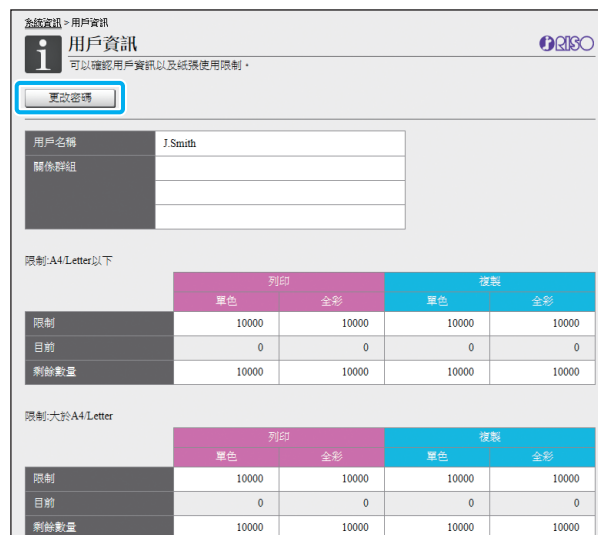 系統資訊 > 用戶資訊
用戶資訊
RISO
可以確認用戶資訊以及紙張使用限制。
更改密碼
用戶名稱 J.Smith
關係群組
限制:A4/Letter以下
列印 複製
單色 全彩 單色 全彩
限制 10000 10000 10000 10000
目前 0 0 0 0
剩餘數量 10000 10000 10000 10000
限制:大於A4/Letter
列印 複製
單色 全彩 單色 全彩
限制 10000 10000 10000 10000
目前 0 0 0 0
剩餘數量 10000 10000 10000 10000